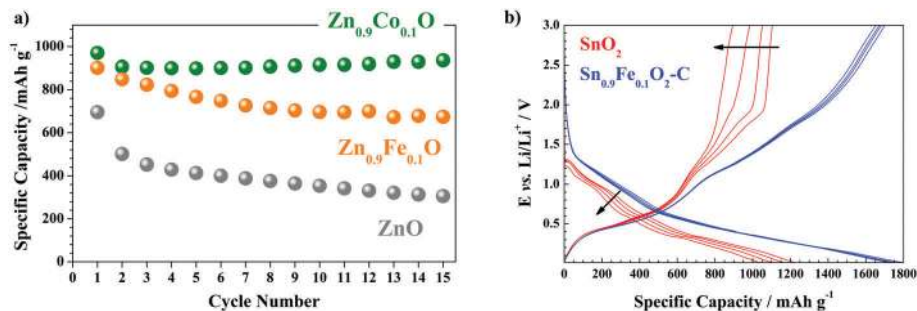 a)
Zn0.9Co0.1O
Zn0.9Fe0.1O
ZnO
Specific Capacity /mAh g-1
1000
800
600
400
200
0
1 2 3 4 5 6 7 8 9 10 11 12 13 14 15
Cycle Number
b)
SnO2
Sn0.9Fe0.1O2-C
E vs. Li/Li+ / V
3.0
2.5
2.0
1.5
1.0
0.5
0 200 400 600 800 1000 1200 1400 1600 1800
Specific Capacity / mAh g-1